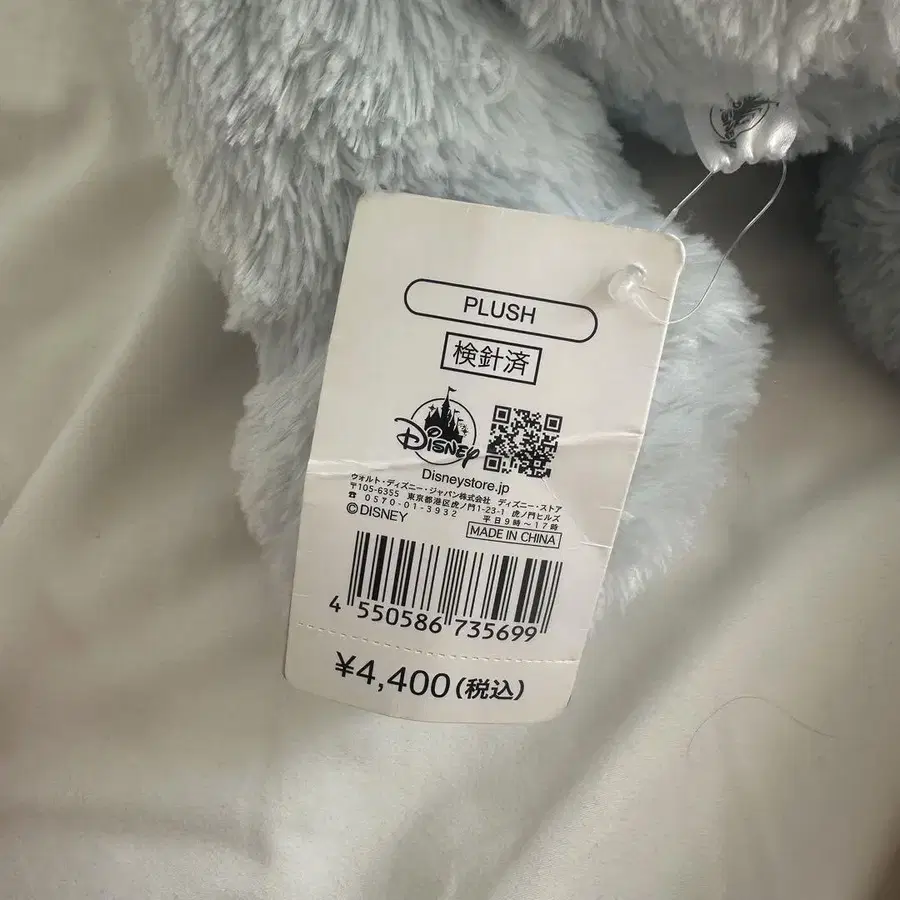 PLUSH
検針済
Disney
Disneystore.jp
ウォルト・ディズニー・ジャパン株式会社 ディズニー・ストア
〒105-6355 東京都港区虎ノ門1-23-1 虎ノ門ヒルズ
☎ 0570-01-3932 平日9時～17時
©DISNEY
MADE IN CHINA
4 550586 735699
¥4,400(税込)